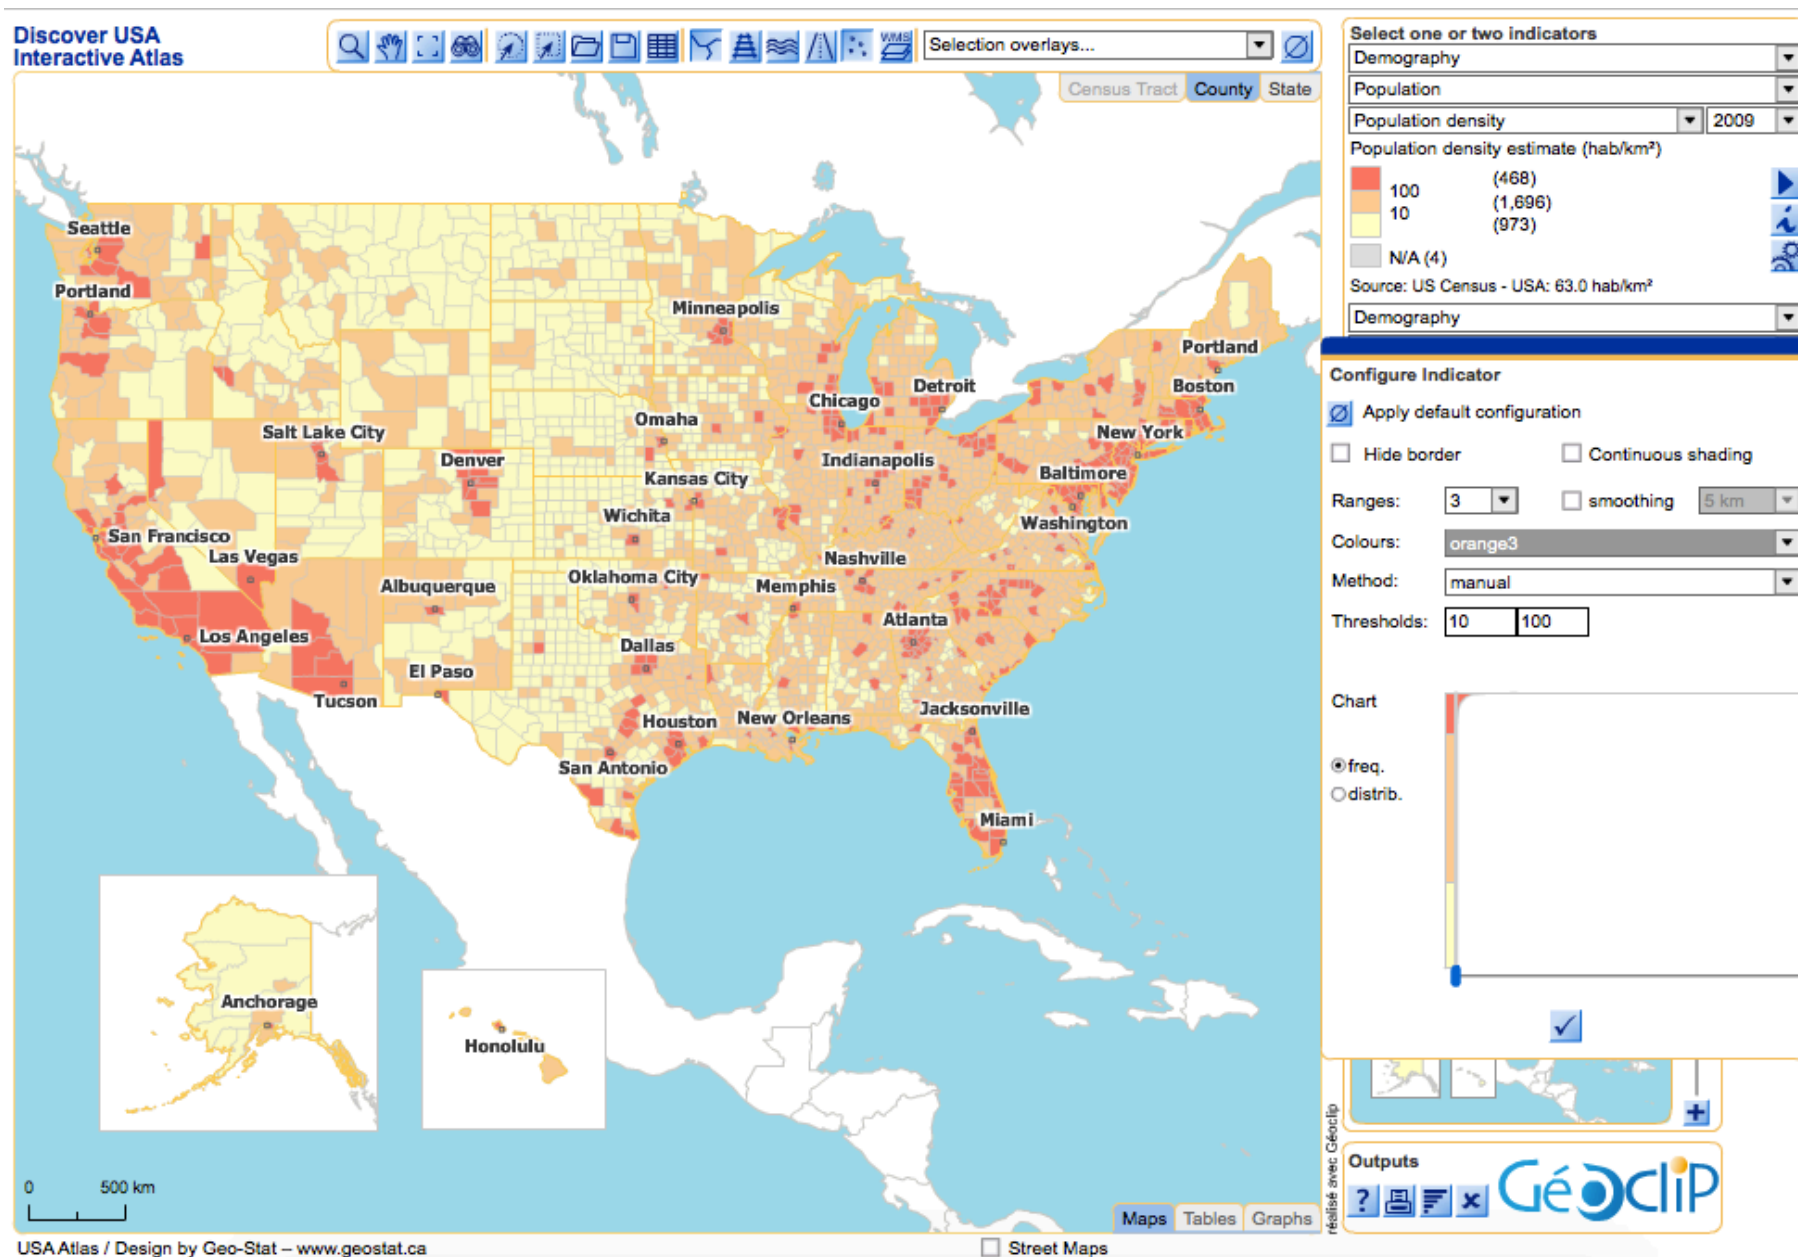 Discover USA
Interactive Atlas
WMS
Selection overlays...
Census Tract County State
Select one or two indicators
Demography
Population
Population density 2009
Population density estimate (hab/km²)
(468)
100
(1,696)
10
(973)
N/A (4)
Source: US Census - USA: 63.0 hab/km²
Demography
Configure Indicator
Apply default configuration
Hide border Continuous shading
Ranges: 3 smoothing 5 km
Colours: orange3
Method: manual
Thresholds: 10 100
Chart
freq.
distrib.
Seattle
Portland
Minneapolis
Portland
Detroit
Boston
Chicago
Omaha
Salt Lake City
New York
Denver
Indianapolis
Baltimore
Kansas City
Wichita
Washington
San Francisco
Las Vegas
Nashville
Albuquerque
Oklahoma City
Memphis
Atlanta
Los Angeles
Dallas
El Paso
Tucson
Jacksonville
Houston
New Orleans
San Antonio
Miami
Anchorage
Honolulu
0 500 km
Maps Tables Graphs
réalisé avec Géoclip
Outputs
GéoclIP
USA Atlas / Design by Geo-Stat – www.geostat.ca
Street Maps